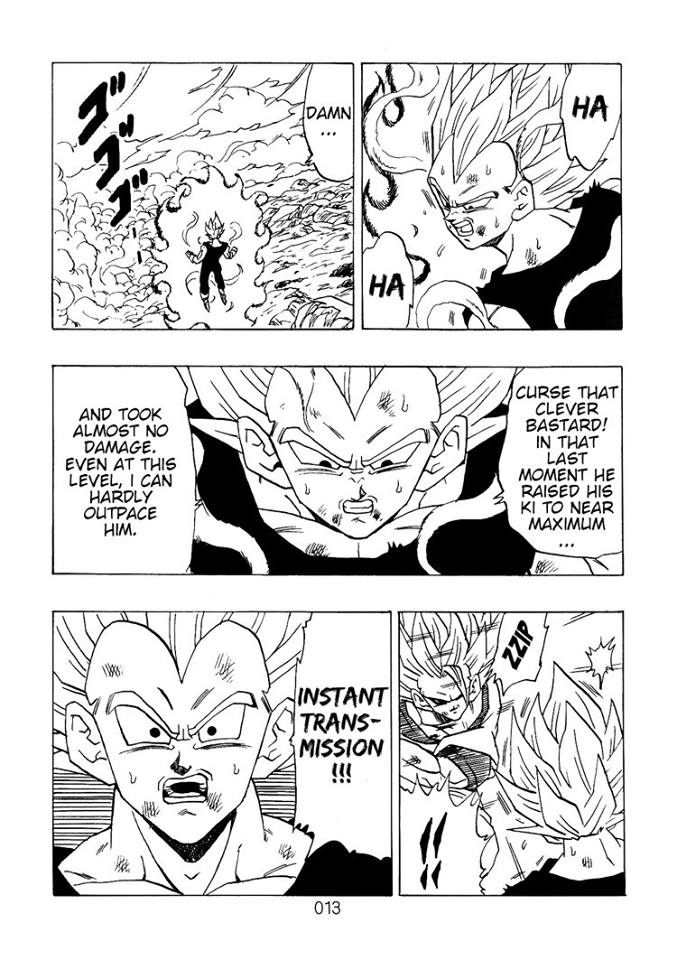 HA
HA
DAMN
...
ゴゴゴ
CURSE THAT
CLEVER
BASTARD!
IN THAT
LAST
MOMENT HE
RAISED HIS
KI TO NEAR
MAXIMUM
...
AND TOOK
ALMOST NO
DAMAGE.
EVEN AT THIS
LEVEL, I CAN
HARDLY
OUTPACE
HIM.
ZZIP
!!
INSTANT
TRANS-
MISSION
!!!
013